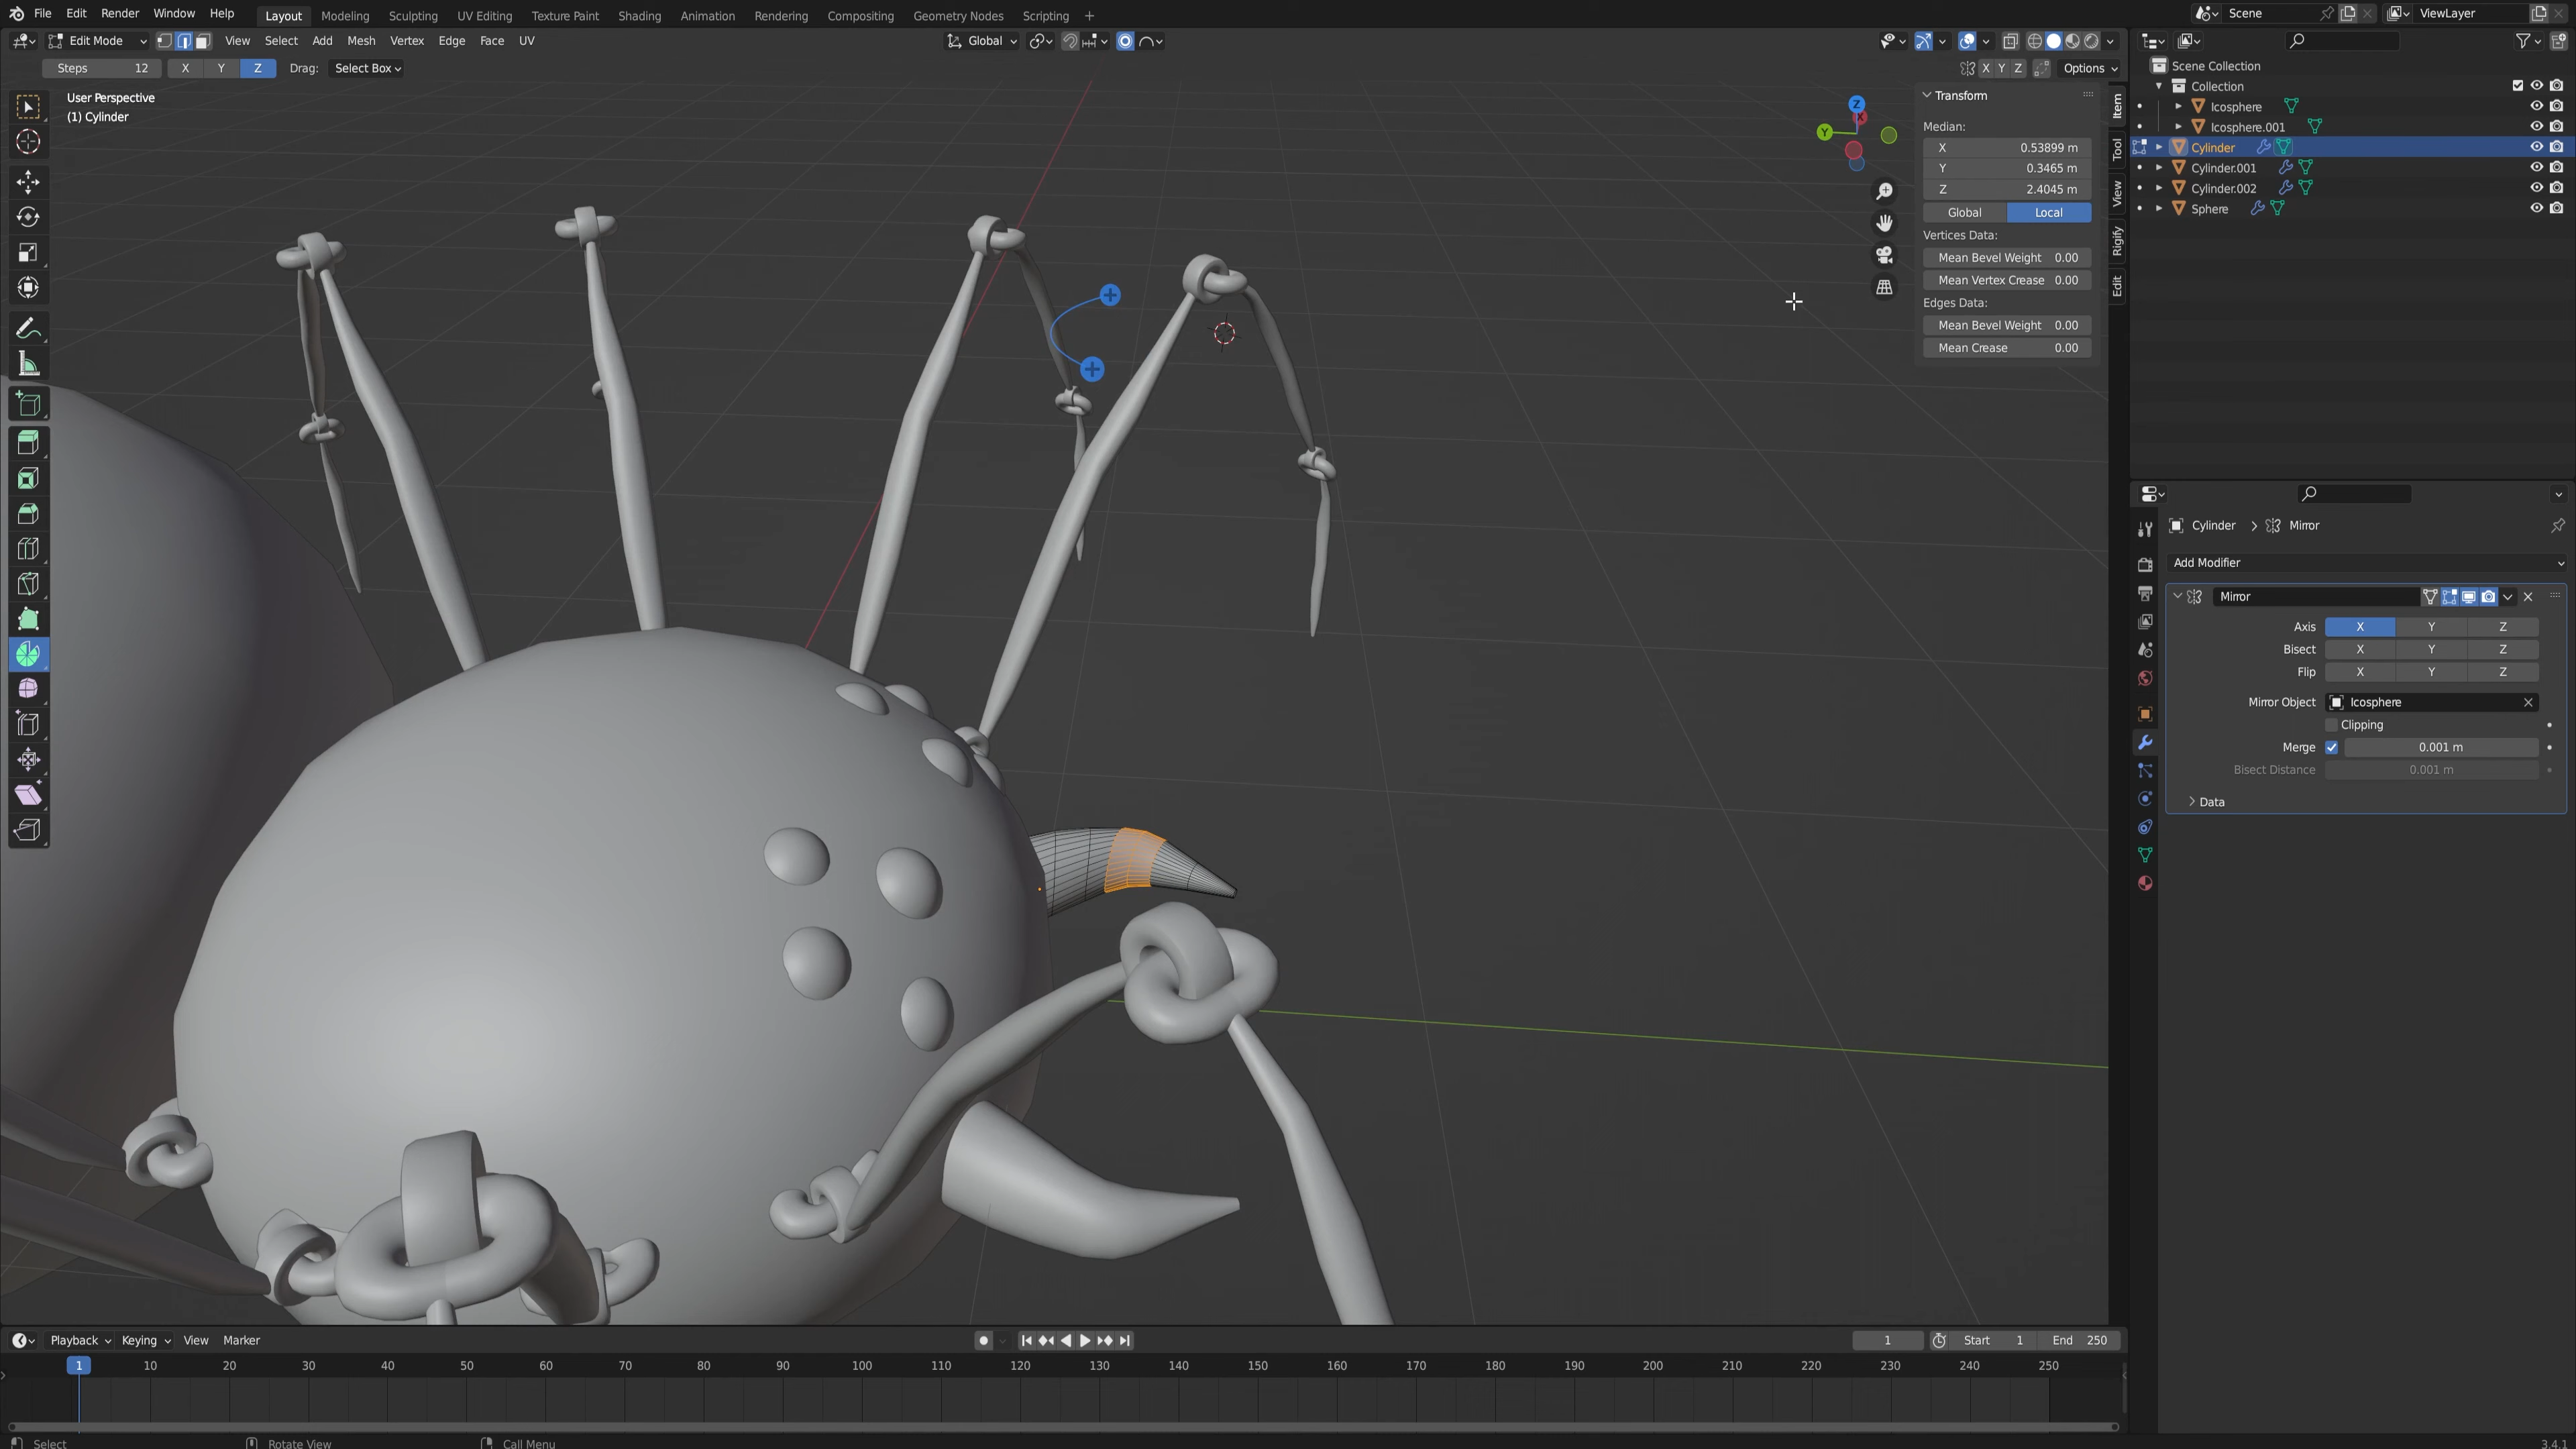 File Edit Render Window Help Layout Modeling Sculpting UV Editing Texture Paint Shading Animation Rendering Compositing Geometry Nodes Scripting + Scene ViewLayer
Edit Mode View Select Add Mesh Vertex Edge Face UV Global
Steps 12 X Y Z Drag: Select Box X Y Z Options
User Perspective
(1) Cylinder
Z
Y
X
Transform
Median:
X 0.53899 m
Y 0.3465 m
Z 2.4045 m
Global Local
Vertices Data:
Mean Bevel Weight 0.00
Mean Vertex Crease 0.00
Edges Data:
Mean Bevel Weight 0.00
Mean Crease 0.00
Item
Tool
View
Rigify
Edit
Scene Collection
Collection
Icosphere
Icosphere.001
Cylinder
Cylinder.001
Cylinder.002
Sphere
Cylinder > Mirror
Add Modifier
Mirror
Axis X Y Z
Bisect X Y Z
Flip X Y Z
Mirror Object Icosphere
Clipping
Merge 0.001 m
Bisect Distance 0.001 m
Data
Playback Keying View Marker 1 Start 1 End 250
1 10 20 30 40 50 60 70 80 90 100 110 120 130 140 150 160 170 180 190 200 210 220 230 240 250
Select Rotate View Call Menu 3.4.1